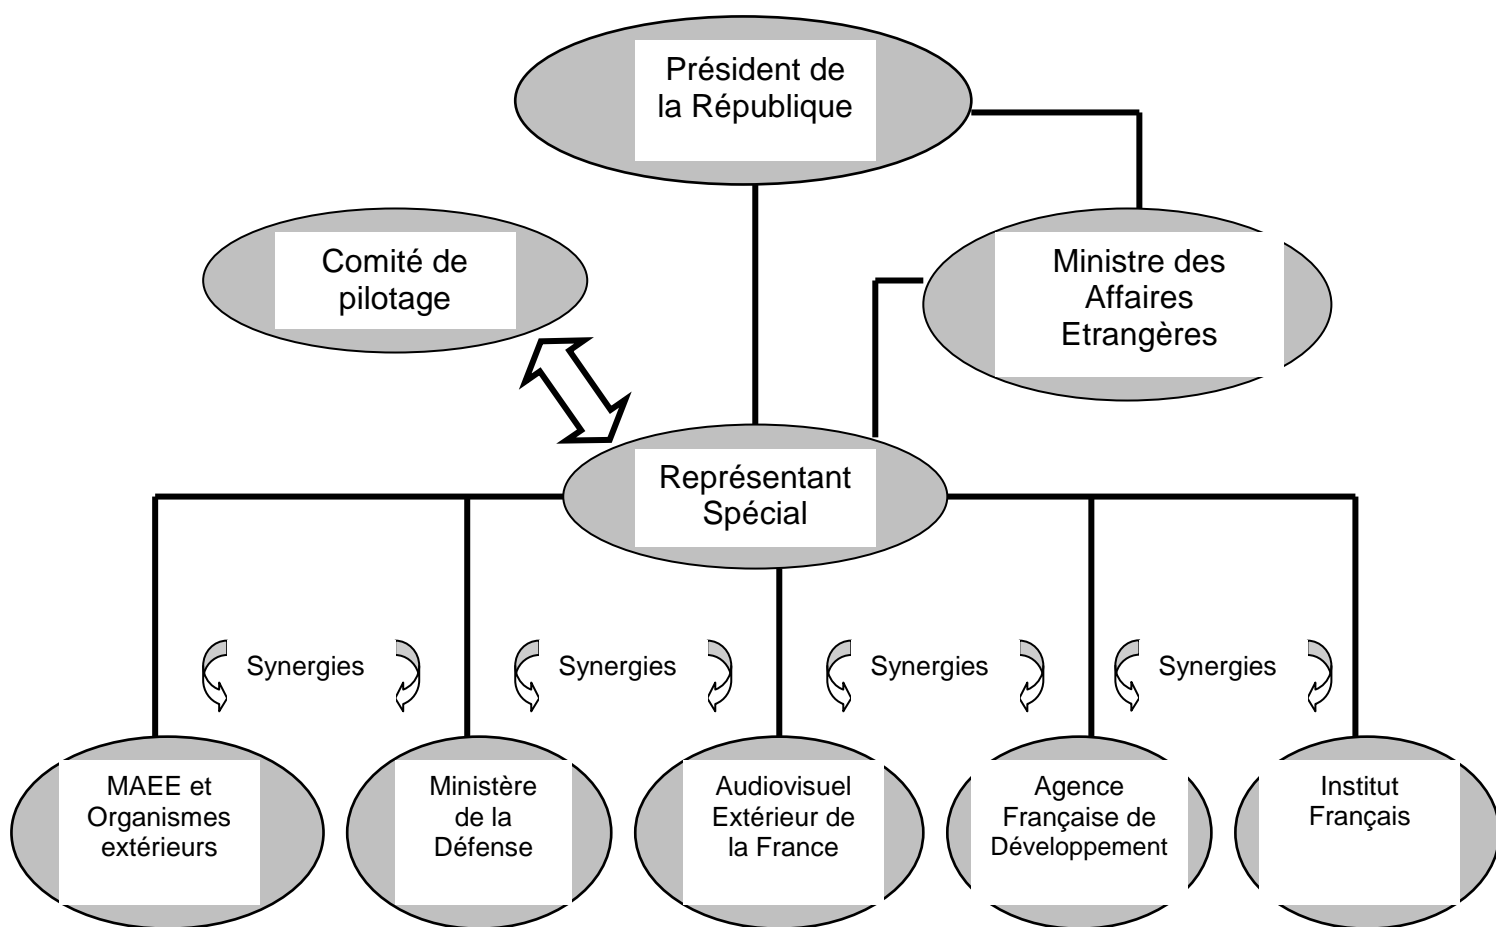 Président de
la République
Comité de
pilotage
Ministre des
Affaires
Etrangères
Représentant
Spécial
Synergies
Synergies
Synergies
Synergies
MAEE et
Organismes
extérieurs
Ministère
de la
Défense
Audiovisuel
Extérieur de
la France
Agence
Française de
Développement
Institut
Français